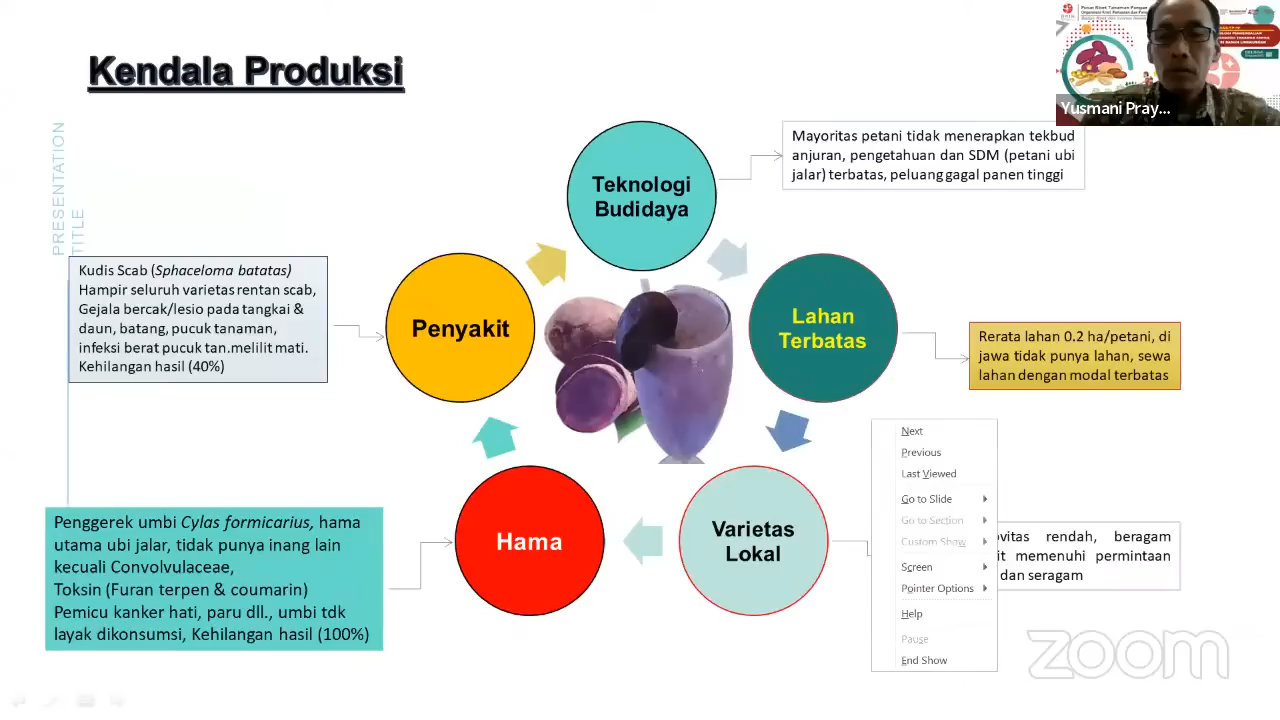 Kendala Produksi
PRESENTATION
TITLE
Pusat Riset Tanaman Pangan
Yusmani Pray...
Teknologi
Budidaya
Mayoritas petani tidak menerapkan tekbud
anjuran, pengetahuan dan SDM (petani ubi
jalar) terbatas, peluang gagal panen tinggi
Kudis Scab (Sphaceloma batatas)
Hampir seluruh varietas rentan scab,
Gejala bercak/lesio pada tangkai &
daun, batang, pucuk tanaman,
infeksi berat pucuk tan.melilit mati.
Kehilangan hasil (40%)
Penyakit
Lahan
Terbatas
Rerata lahan 0.2 ha/petani, di
jawa tidak punya lahan, sewa
lahan dengan modal terbatas
Penggerek umbi Cylas formicarius, hama
utama ubi jalar, tidak punya inang lain
kecuali Convolvulaceae,
Toksin (Furan terpen & coumarin)
Pemicu kanker hati, paru dll., umbi tdk
layak dikonsumsi, Kehilangan hasil (100%)
Hama
Varietas
Lokal
Next
Previous
Last Viewed
Go to Slide
Go to Section
Custom Show
Screen
Pointer Options
Help
Pause
End Show
rendah, beragam
memenuhi permintaan
dan seragam
zoom